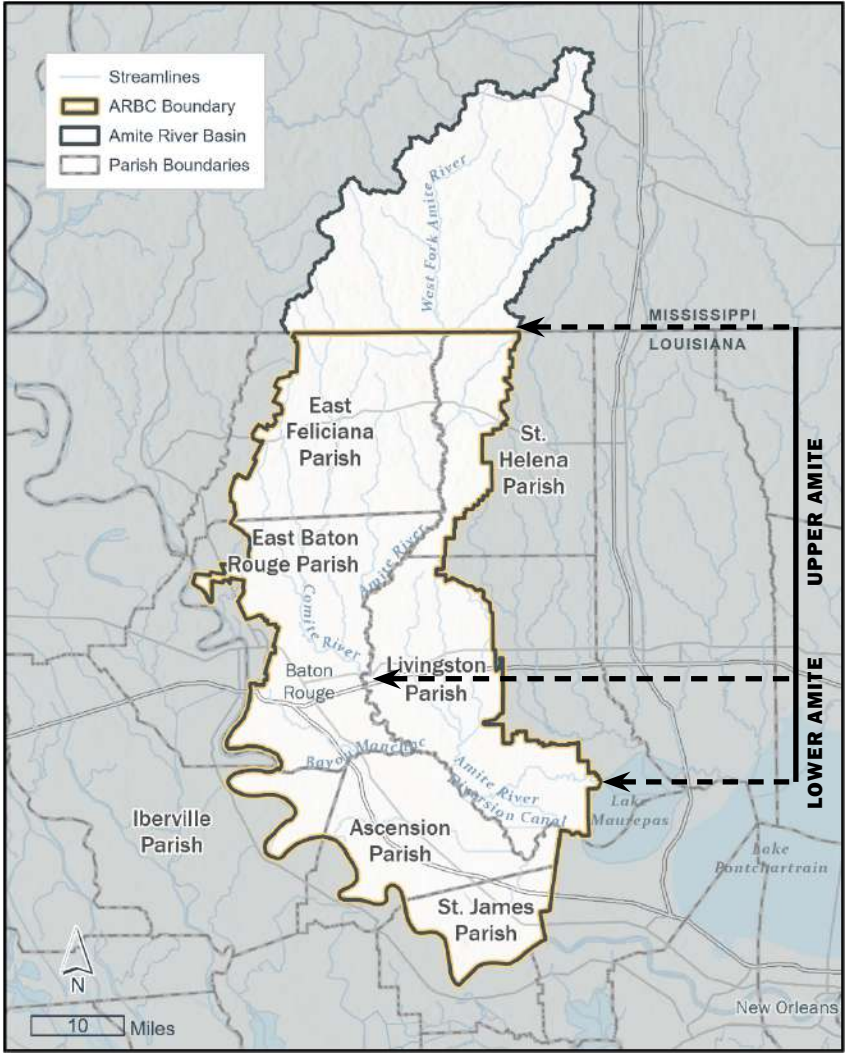 Streamlines
ARBC Boundary
Amite River Basin
Parish Boundaries
West Fork Amite River
MISSISSIPPI
LOUISIANA
East
Feliciana
Parish
St.
Helena
Parish
UPPER AMITE
East Baton
Rouge Parish
Amite River
Comite River
Baton
Rouge
Livingston
Parish
LOWER AMITE
Bayou Manchac
Amite River
Diversion Canal
Lake
Maurepas
Iberville
Parish
Ascension
Parish
Lake
Pontchartrain
St. James
Parish
N
10 Miles
New Orleans